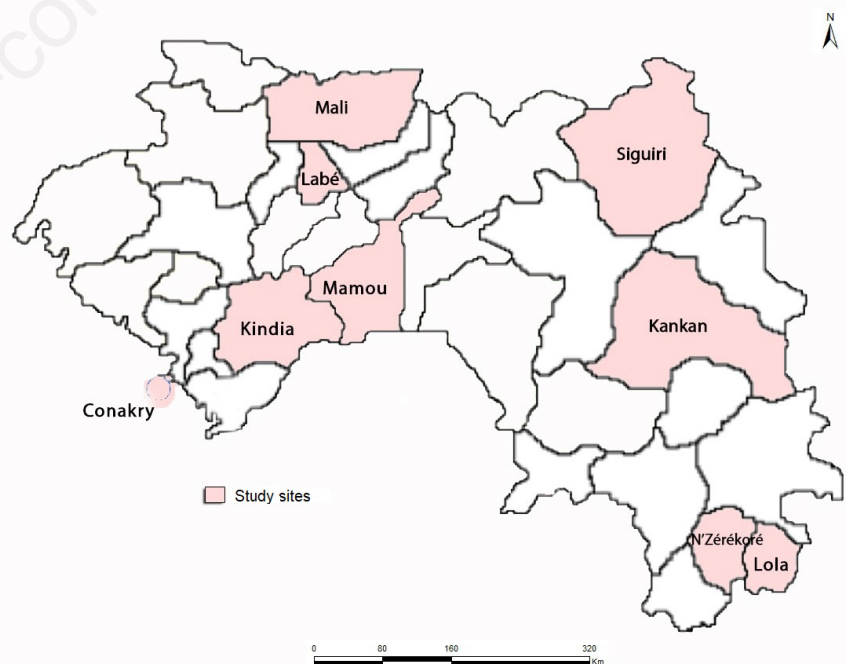 N
Mali
Siguiri
Labé
Mamou
Kindia
Kankan
Conakry
Study sites
N'Zérékoré
Lola
0 80 160 320
Km